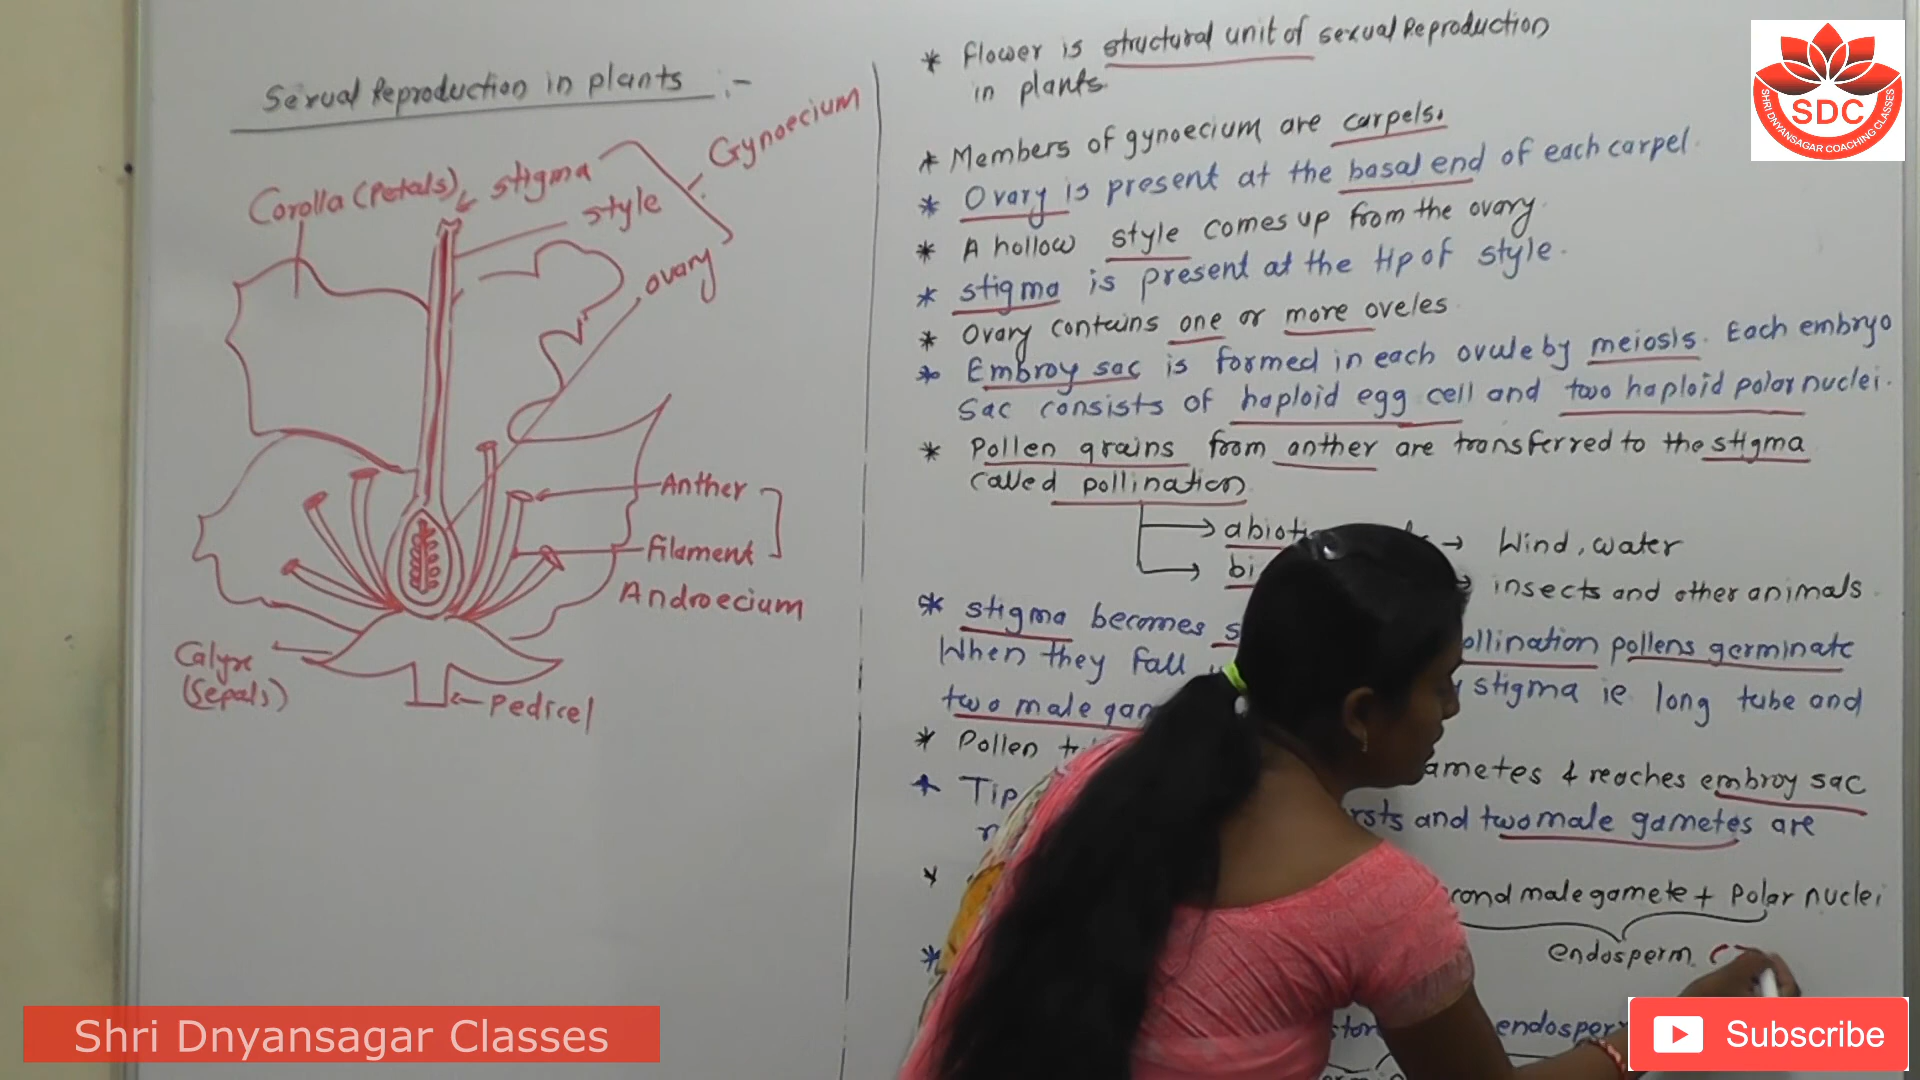 Sexual Reproduction in plants :-
Corolla (Petals)
stigma
style
Gynoecium
ovary
Anther
Filament
Androecium
Calyx
(Sepals)
Pedicel
* Flower is structural unit of sexual Reproduction
in plants.
* Members of gynoecium are carpels.
* Ovary is present at the basal end of each carpel.
* A hollow style comes up from the ovary.
* stigma is present at the tip of style.
* Ovary contains one or more oveles.
* Embroy sac is formed in each ovule by meiosis. Each embryo
sac consists of haploid egg cell and two haploid polar nuclei.
* Pollen grains from anther are transferred to the stigma
called pollination
abioti → Wind, water
bi → insects and other animals
* stigma becomes s ollination pollens germinate
When they fall stigma ie. long tube and
two male gam
* Pollen t ametes & reaches embroy sac
* Tip rsts and two male gametes are
cond male gamete + Polar nuclei
endosperm (
* stor endosper
SDC
SHRI DNYANSAGAR COACHING CLASSES
Shri Dnyansagar Classes
Subscribe